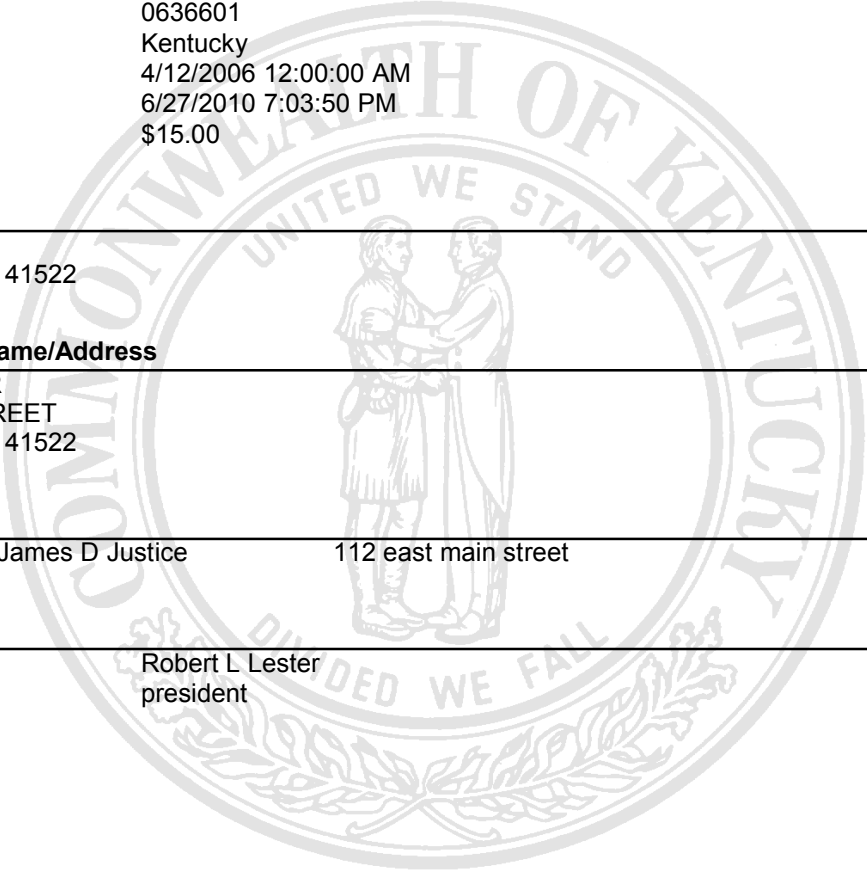 0636601
Kentucky
4/12/2006 12:00:00 AM
6/27/2010 7:03:50 PM
$15.00
41522
ame/Address
REET
41522
James D Justice 112 east main street
Robert L Lester
president
COMMONWEALTH OF KENTUCKY
UNITED WE STAND
DIVIDED WE FALL